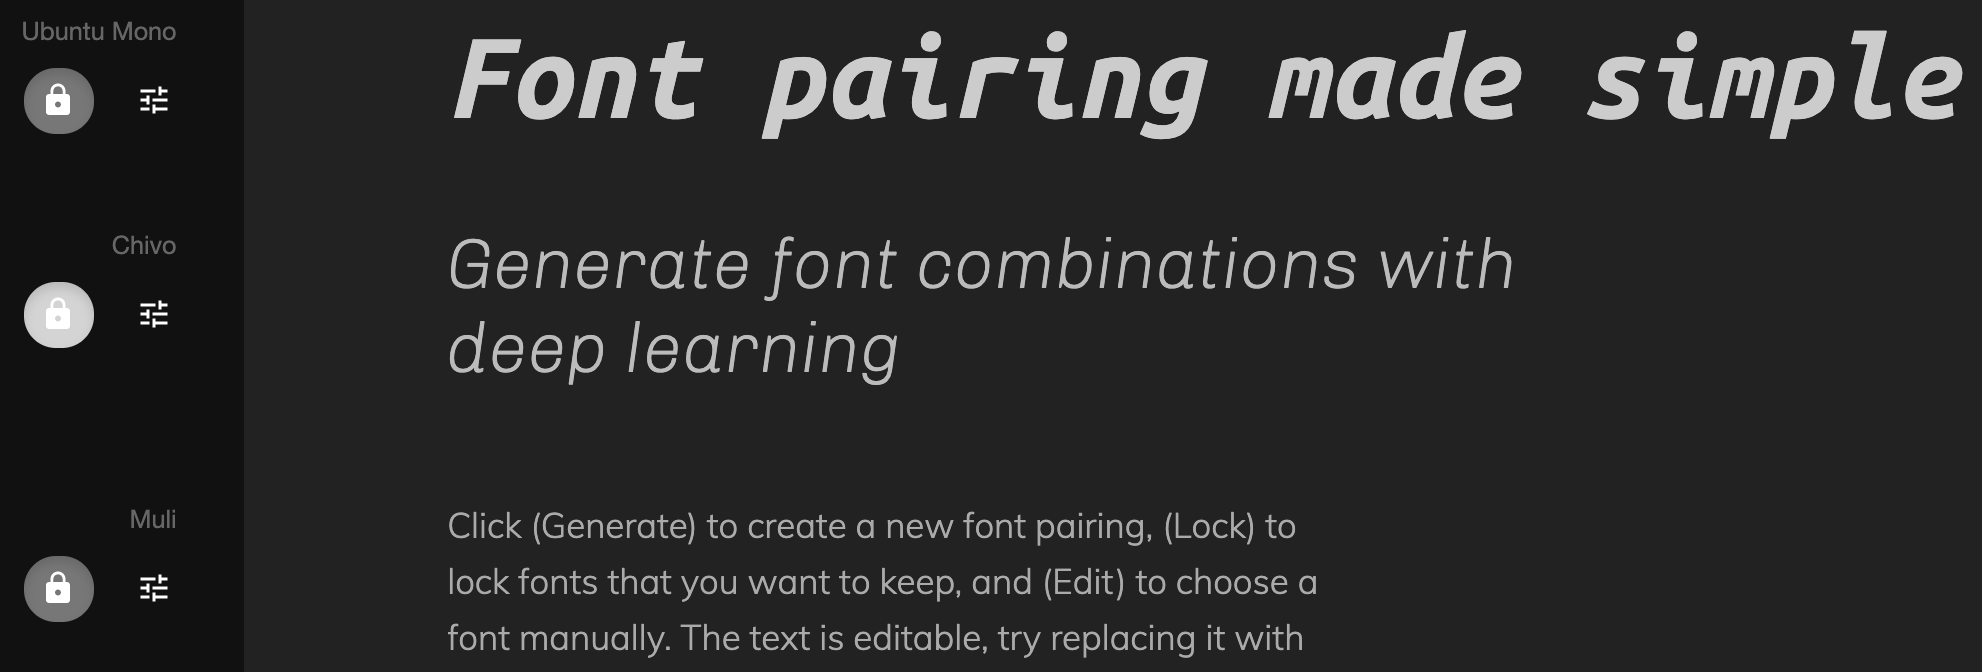 Ubuntu Mono
Font pairing made simple
Chivo
Generate font combinations with
deep learning
Muli
Click (Generate) to create a new font pairing, (Lock) to
lock fonts that you want to keep, and (Edit) to choose a
font manually. The text is editable, try replacing it with